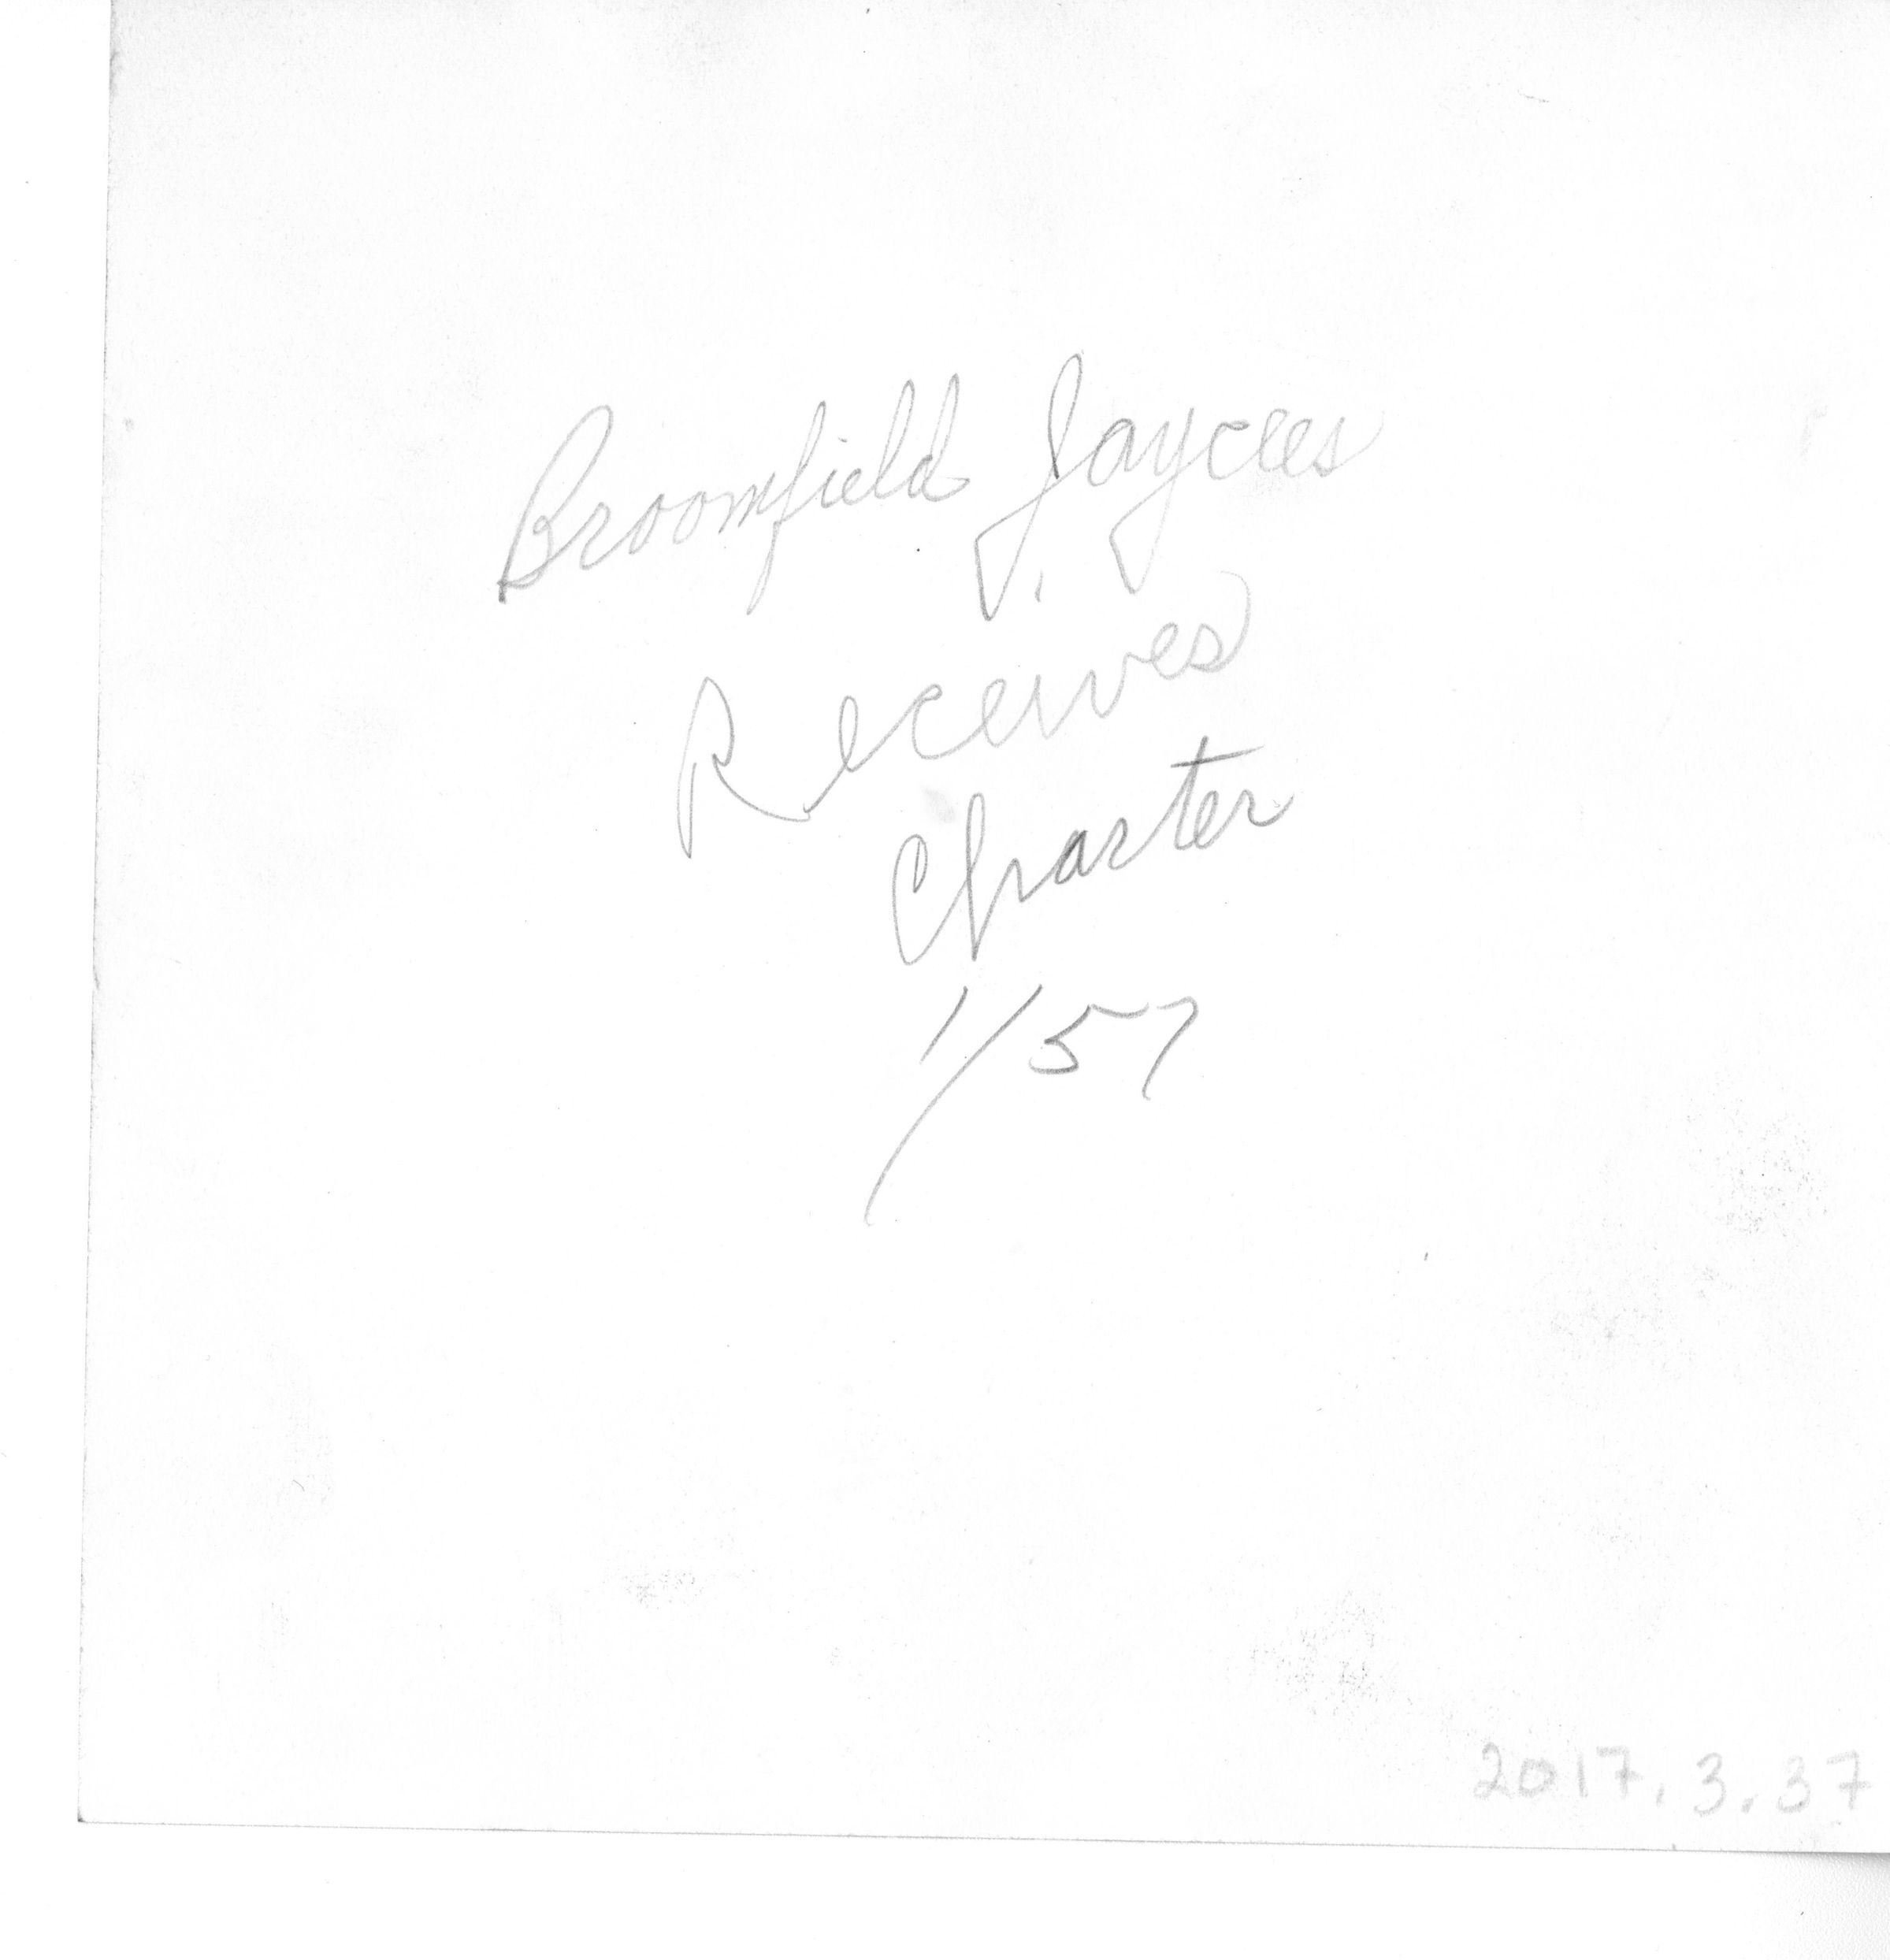 Broomfield Jaycees
Receives
Charter
1/57
2017.3.37